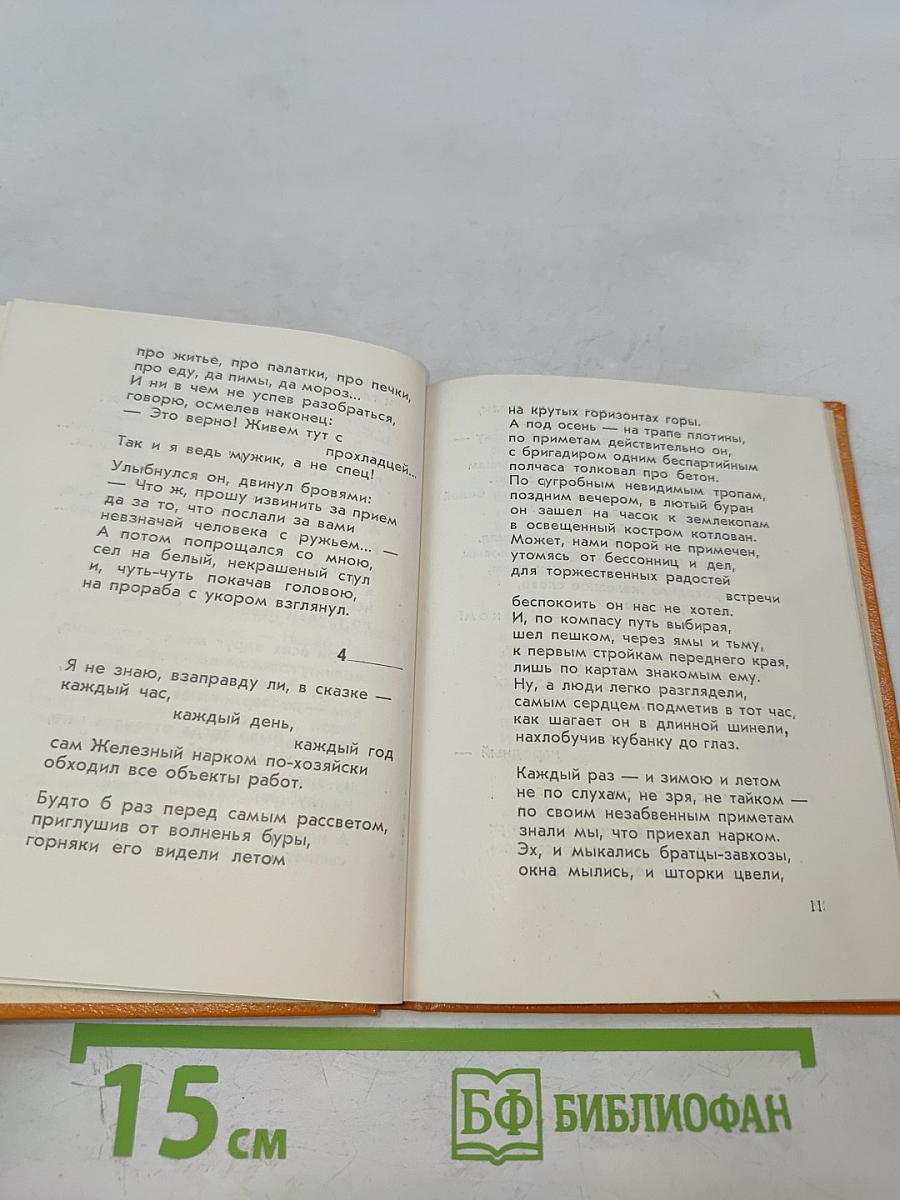 про житье, про палатки, про печки,
про еду, да пимы, да мороз...
И ни в чем не успев разобраться,
говорю, осмелев наконец:
— Это верно! Живем тут с
прохладцей...
Так и я ведь мужик, а не спец!
Улыбнулся он, двинул бровями:
— Что ж, прошу извинить за прием
да за то, что послали за вами
невзначай человека с ружьем... —
А потом попрощался со мною,
сел на белый, некрашеный стул
и, чуть-чуть покачав головою,
на прораба с укором взглянул.
4
Я не знаю, взаправду ли, в сказке —
каждый час,
каждый день,
каждый год
сам Железный нарком по-хозяйски
обходил все объекты работ.
Будто б раз перед самым рассветом,
приглушив от волненья буры,
горняки его видели летом
на крутых горизонтах горы.
А под осень — на трапе плотины,
по приметам действительно он,
с бригадиром одним беспартийным
полчаса толковал про бетон.
По сугробным невидимым тропам,
поздним вечером, в лютый буран
он зашел на часок к землекопам
в освещенный костром котлован.
Может, нами порой не примечен,
утомясь от бессонниц и дел,
для торжественных радостей
встречи
беспокоить он нас не хотел.
И, по компасу путь выбирая,
шел пешком, через ямы и тьму,
к первым стройкам переднего края,
лишь по картам знакомым ему.
Ну, а люди легко разглядели,
самым сердцем подметив в тот час,
как шагает он в длинной шинели,
нахлобучив кубанку до глаз.
Каждый раз — и зимою и летом
не по слухам, не зря, не тайком —
по своим незабвенным приметам
знали мы, что приехал нарком.
Эх, и мыкались братцы-завхозы,
окна мылись, и шторки цвели,
15 см
БФ БИБЛИОФАН